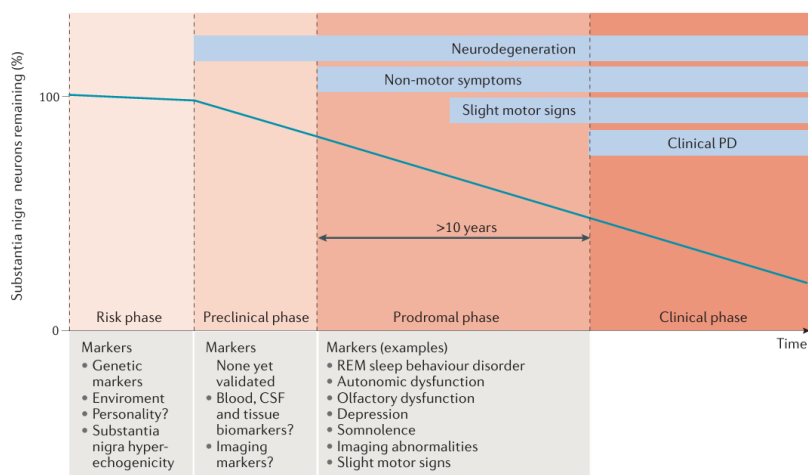 Substantia nigra neurons remaining (%)
100
0
Neurodegeneration
Non-motor symptoms
Slight motor signs
Clinical PD
>10 years
Risk phase
Preclinical phase
Prodromal phase
Clinical phase
Time
Markers
• Genetic
markers
• Enviroment
• Personality?
• Substantia
nigra hyper-
echogenicity
Markers
None yet
validated
• Blood, CSF
and tissue
biomarkers?
• Imaging
markers?
Markers (examples)
• REM sleep behaviour disorder
• Autonomic dysfunction
• Olfactory dysfunction
• Depression
• Somnolence
• Imaging abnormalities
• Slight motor signs